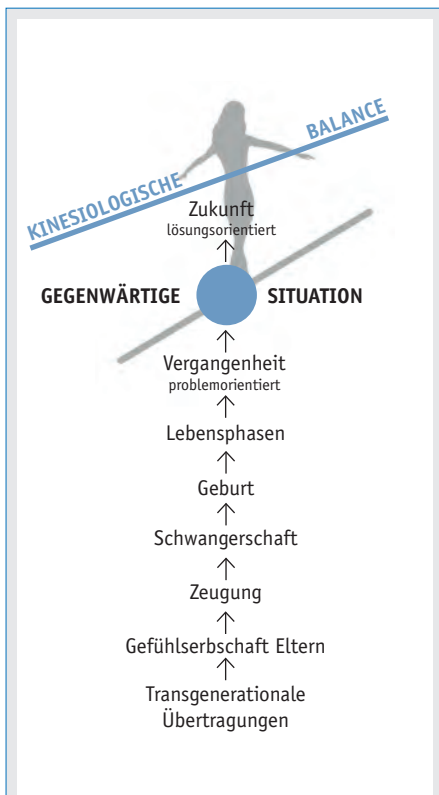 KINESIOLOGISCHE BALANCE
Zukunft
lösungsorientiert
GEGENWÄRTIGE SITUATION
Vergangenheit
problemorientiert
Lebensphasen
Geburt
Schwangerschaft
Zeugung
Gefühlserbschaft Eltern
Transgenerationale
Übertragungen